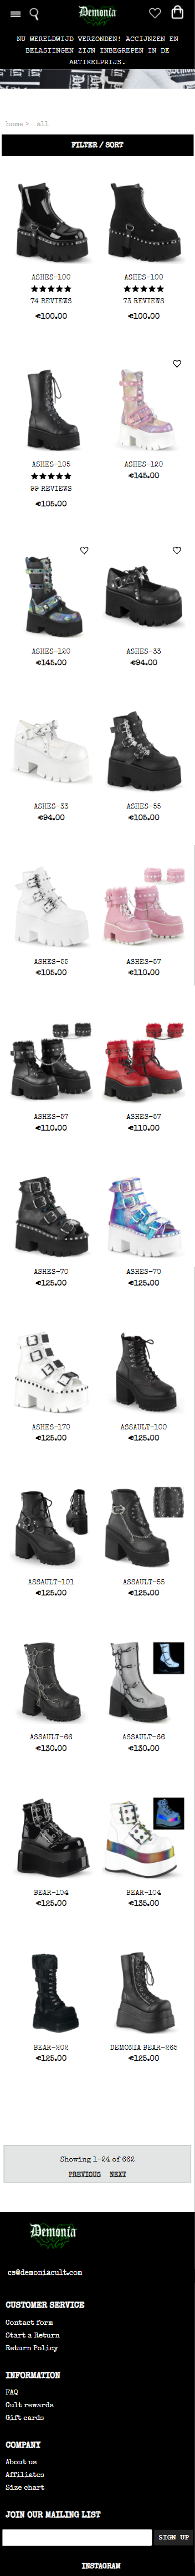 Demonia
NU WERELDWIJD VERZONDEN! ACCIJNZEN EN
BELASTINGEN ZIJN INBEGREPEN IN DE
ARTIKELPRIJS.
home > all
FILTER / SORT
ASHES-100
74 REVIEWS
€100.00
ASHES-100
73 REVIEWS
€100.00
ASHES-105
99 REVIEWS
€105.00
ASHES-120
€145.00
ASHES-120
€145.00
ASHES-33
€94.00
ASHES-33
€94.00
ASHES-55
€105.00
ASHES-55
€105.00
ASHES-57
€110.00
ASHES-57
€110.00
ASHES-57
€110.00
ASHES-70
€125.00
ASHES-70
€125.00
ASHES-170
€125.00
ASSAULT-100
€125.00
ASSAULT-101
€125.00
ASSAULT-55
€125.00
ASSAULT-66
€130.00
ASSAULT-66
€130.00
BEAR-104
€125.00
BEAR-104
€135.00
BEAR-202
€125.00
DEMONIA BEAR-265
€125.00
Showing 1-24 of 662
PREVIOUS NEXT
Demonia
cs@demoniacult.com
CUSTOMER SERVICE
Contact form
Start a Return
Return Policy
INFORMATION
FAQ
Cult rewards
Gift cards
COMPANY
About us
Affiliates
Size chart
JOIN OUR MAILING LIST
SIGN UP
INSTAGRAM